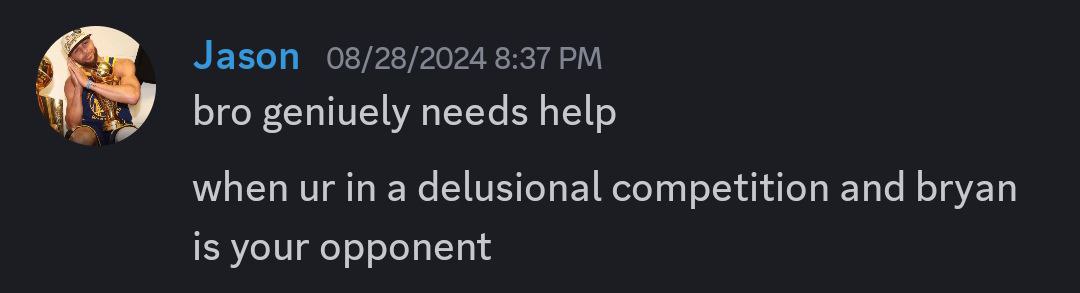 Jason 08/28/2024 8:37 PM
bro geniuely needs help
when ur in a delusional competition and bryan
is your opponent